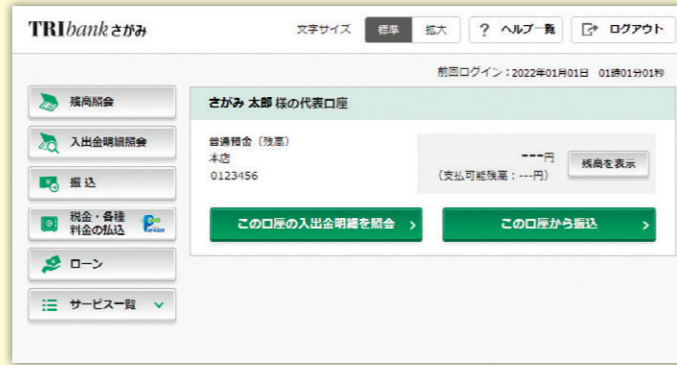 TRIbank さがみ
文字サイズ 標準 拡大 ? ヘルプ一覧 ログアウト
前回ログイン：2022年01月01日 01時01分01秒
残高照会
入出金明細照会
振込
税金・各種
料金の払込
ローン
サービス一覧
さがみ 太郎 様の代表口座
普通預金（残高）
本店
0123456
---円
（支払可能残高：---円）
残高を表示
この口座の入出金明細を照会
この口座から振込